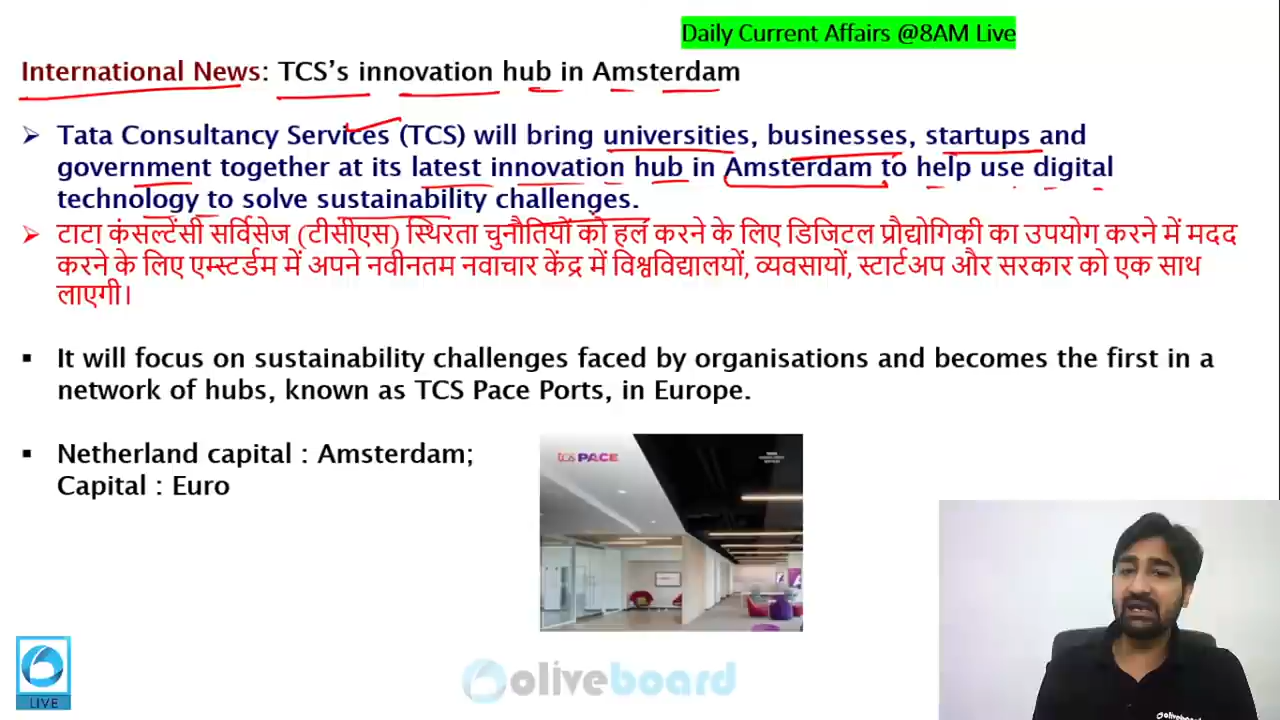 Daily Current Affairs @8AM Live
International News: TCS’s innovation hub in Amsterdam
➢ Tata Consultancy Services (TCS) will bring universities, businesses, startups and
government together at its latest innovation hub in Amsterdam to help use digital
technology to solve sustainability challenges.
➢ टाटा कंसल्टेंसी सर्विसेज (टीसीएस) स्थिरता चुनौतियों को हल करने के लिए डिजिटल प्रौद्योगिकी का उपयोग करने में मदद
करने के लिए एम्स्टर्डम में अपने नवीनतम नवाचार केंद्र में विश्वविद्यालयों, व्यवसायों, स्टार्टअप और सरकार को एक साथ
लाएगी।
▪ It will focus on sustainability challenges faced by organisations and becomes the first in a
network of hubs, known as TCS Pace Ports, in Europe.
▪ Netherland capital : Amsterdam;
Capital : Euro
tcs PACE
LIVE
oliveboard
oliveboard